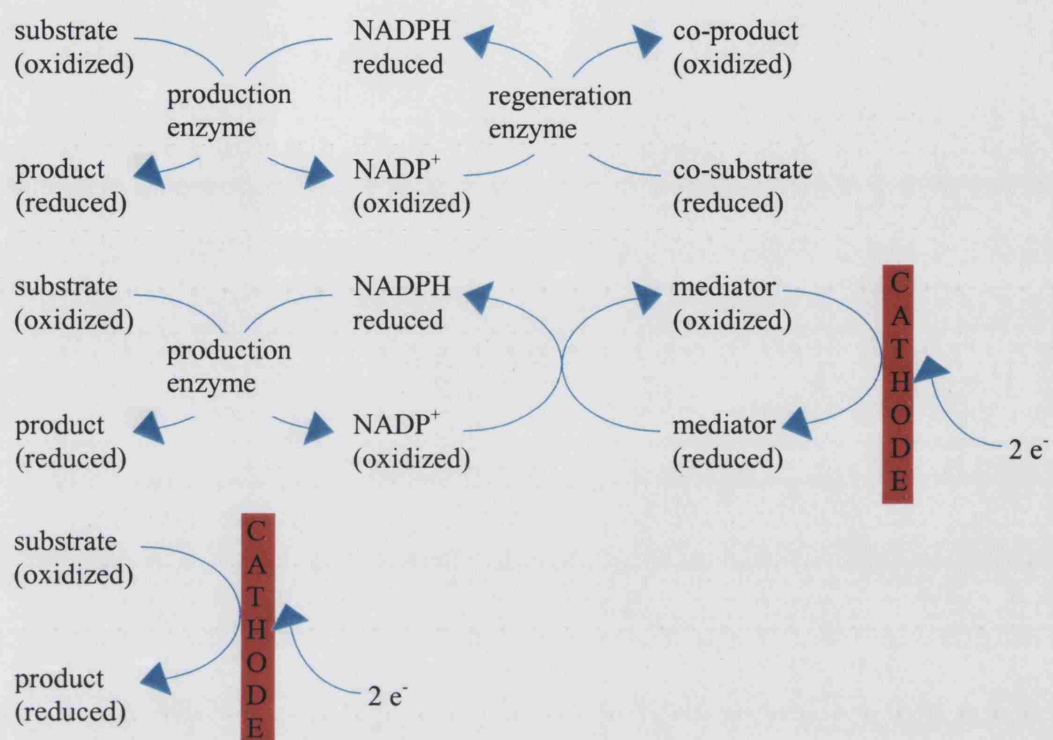 substrate
(oxidized)
NADPH
reduced
co-product
(oxidized)
production
enzyme
regeneration
enzyme
product
(reduced)
NADP⁺
(oxidized)
co-substrate
(reduced)
substrate
(oxidized)
NADPH
reduced
mediator
(oxidized)
CATHODE
production
enzyme
product
(reduced)
NADP⁺
(oxidized)
mediator
(reduced)
2 e⁻
substrate
(oxidized)
CATHODE
product
(reduced)
2 e⁻